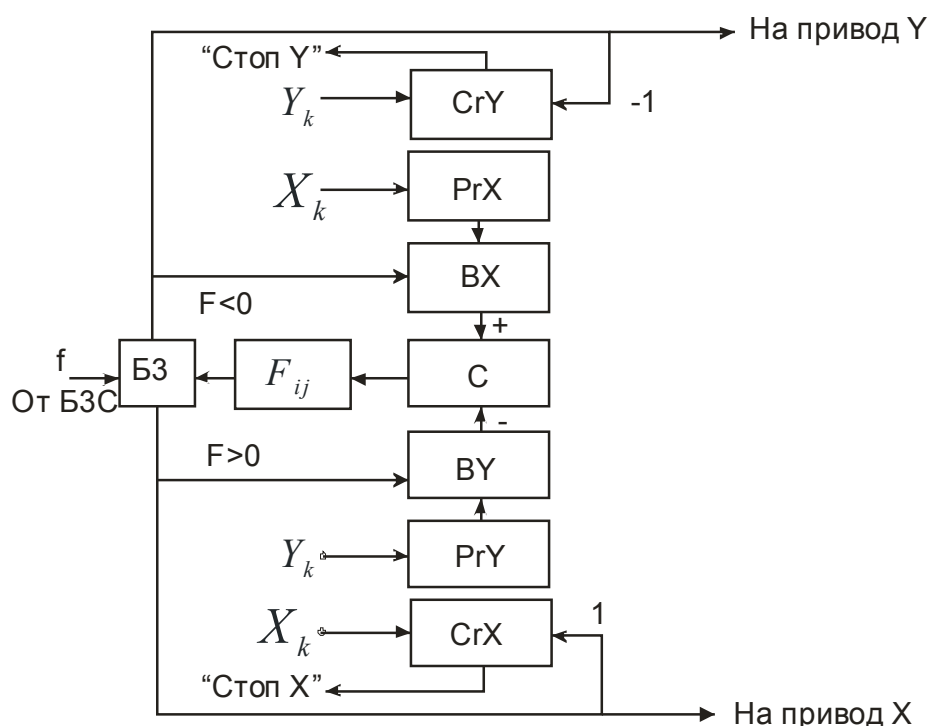 На привод Y
“Стоп Y”
Y_k
CrY
-1
X_k
PrX
BX
F<0
+
f
БЗ
F_ij
C
От БЗС
-
F>0
BY
Y_k
PrY
1
X_k
CrX
“Стоп X”
На привод X